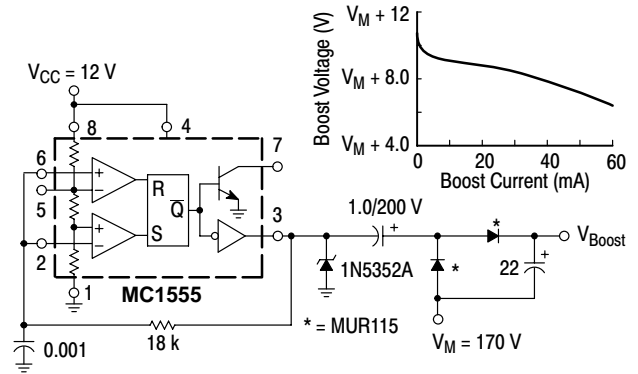 V_M + 12
V_M + 8.0
V_M + 4.0
Boost Voltage (V)
0 20 40 60
Boost Current (mA)
V_CC = 12 V
8
4
7
6
5
2
3
1
+
−
+
−
R
Q̅
S
MC1555
1.0/200 V
+
1N5352A
*
*
22
+
V_Boost
* = MUR115
V_M = 170 V
18 k
0.001